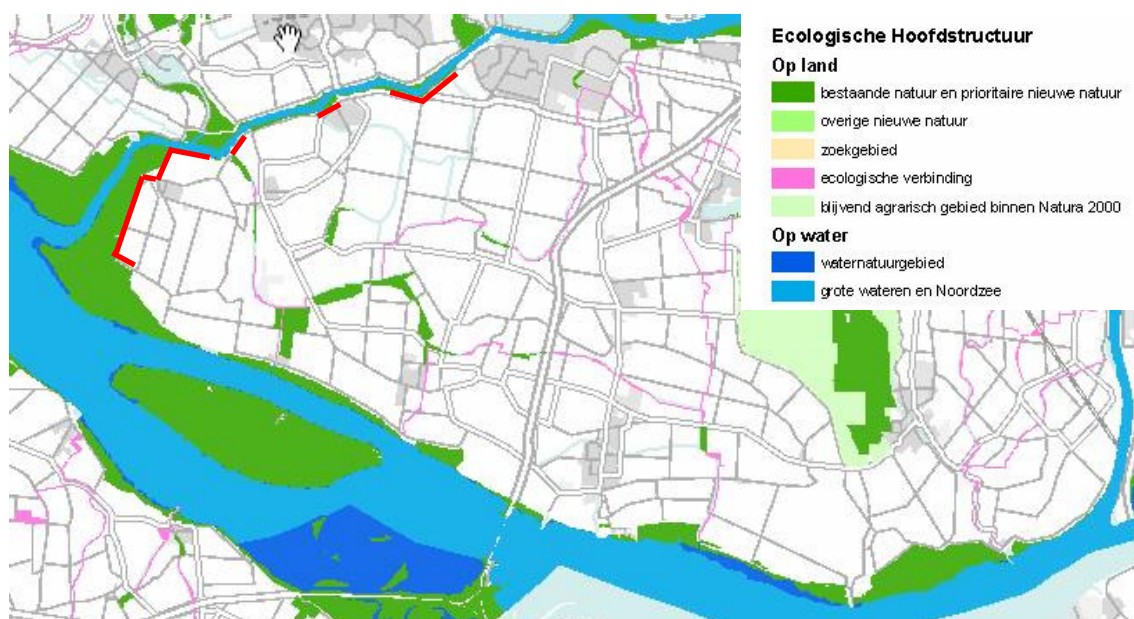 Ecologische Hoofdstructuur
Op land
bestaande natuur en prioritaire nieuwe natuur
overige nieuwe natuur
zoekgebied
ecologische verbinding
blijvend agrarisch gebied binnen Natura 2000
Op water
waternatuurgebied
grote wateren en Noordzee